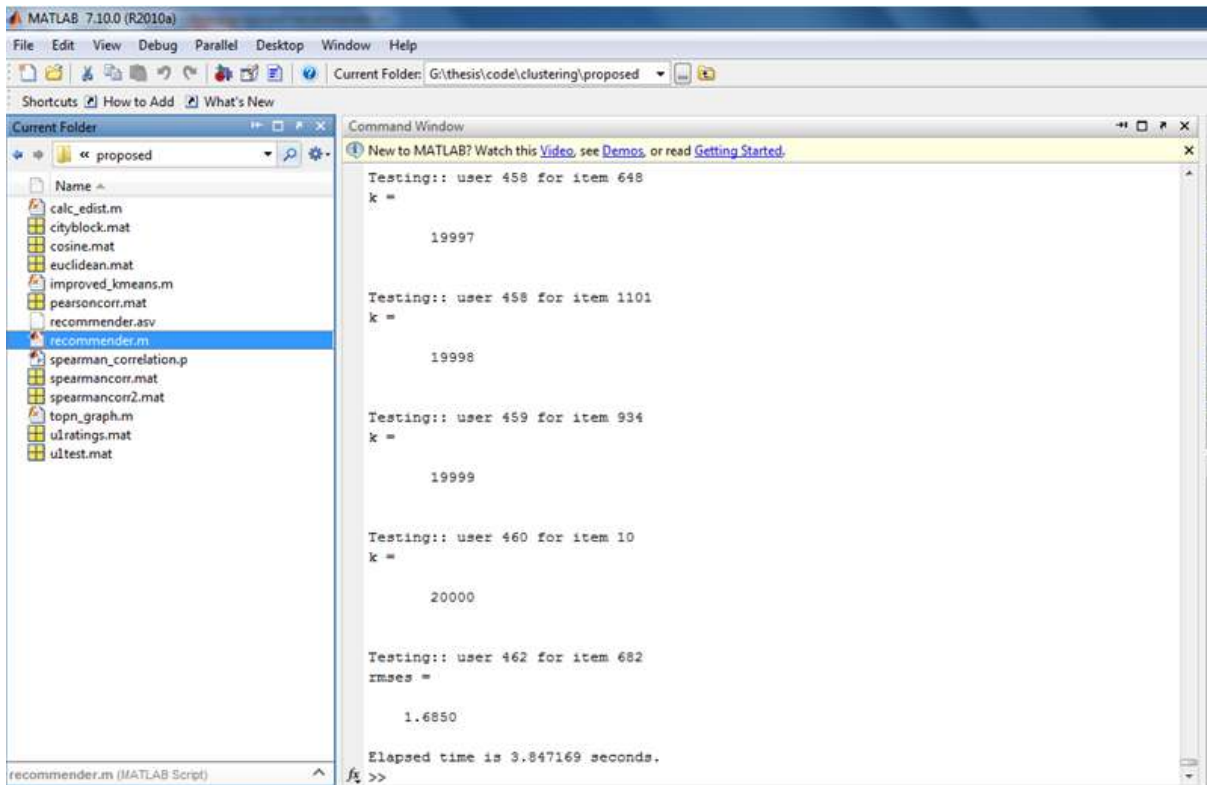 MATLAB 7.10.0 (R2010a)
File Edit View Debug Parallel Desktop Window Help
Current Folder: G:\thesis\code\clustering\proposed
Shortcuts How to Add What's New
Current Folder
« proposed
Name
calc_edist.m
cityblock.mat
cosine.mat
euclidean.mat
improved_kmeans.m
pearsoncorr.mat
recommender.asv
recommender.m
spearman_correlation.p
spearmancorr.mat
spearmancorr2.mat
topn_graph.m
u1ratings.mat
u1test.mat
recommender.m (MATLAB Script)
Command Window
New to MATLAB? Watch this Video, see Demos, or read Getting Started.
Testing:: user 458 for item 648
k =
19997
Testing:: user 458 for item 1101
k =
19998
Testing:: user 459 for item 934
k =
19999
Testing:: user 460 for item 10
k =
20000
Testing:: user 462 for item 682
rmses =
1.6850
Elapsed time is 3.847169 seconds.
fx >>